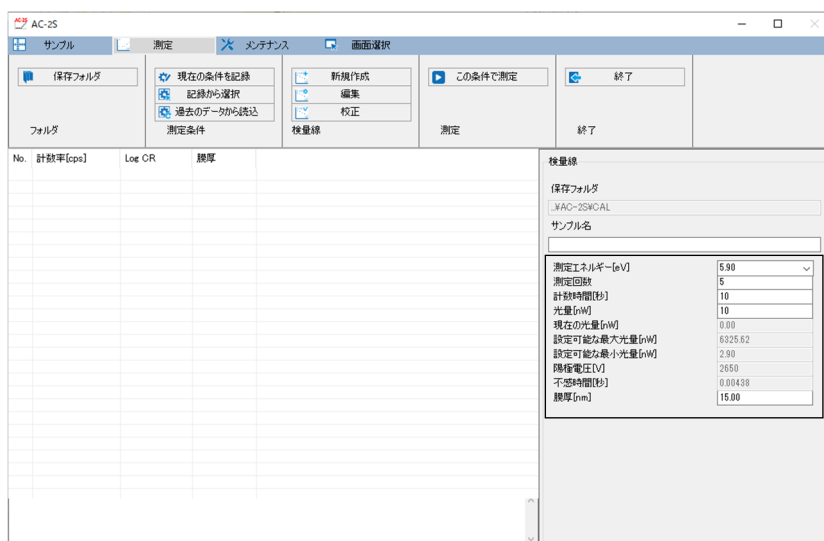 AC-2S
サンプル 測定 メンテナンス 画面選択
保存フォルダ 現在の条件を記録 新規作成 この条件で測定 終了
記録から選択 編集
過去のデータから読込 校正
フォルダ 測定条件 検量線 測定 終了
No. 計数率[cps] Log CR 膜厚
検量線
保存フォルダ
..¥AC-2S¥CAL
サンプル名
測定エネルギー[eV] 5.90
測定回数 5
計数時間[秒] 10
光量[nW] 10
現在の光量[nW] 0.00
設定可能な最大光量[nW] 6325.62
設定可能な最小光量[nW] 2.90
陽極電圧[V] 2650
不感時間[秒] 0.00438
膜厚[nm] 15.00